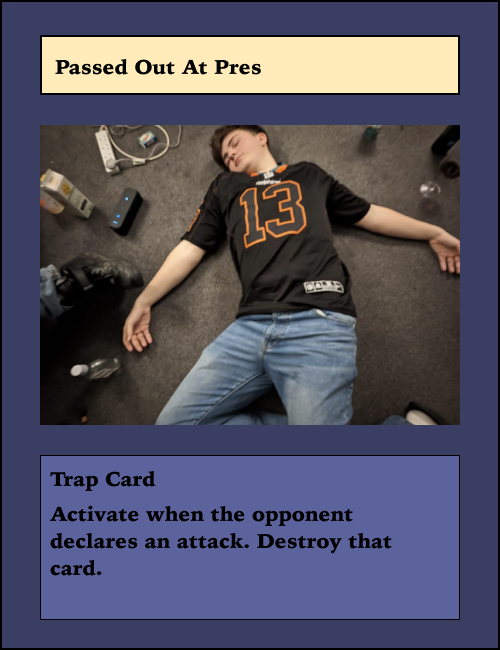 Passed Out At Pres
13
Trap Card
Activate when the opponent
declares an attack. Destroy that
card.